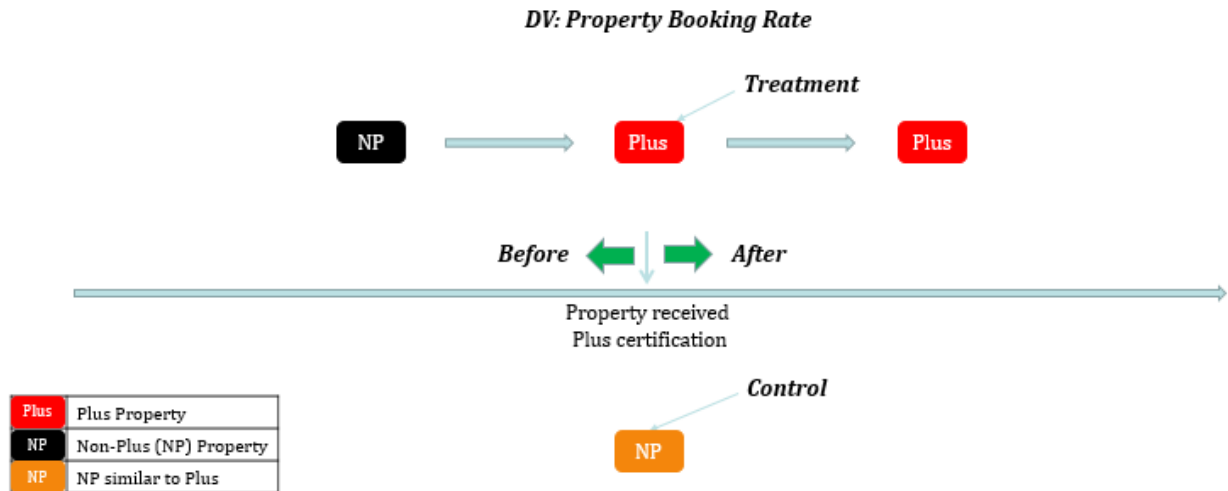 DV: Property Booking Rate
Treatment
NP
Plus
Plus
Before
After
Property received
Plus certification
Control
NP
Plus Plus Property
NP Non-Plus (NP) Property
NP NP similar to Plus